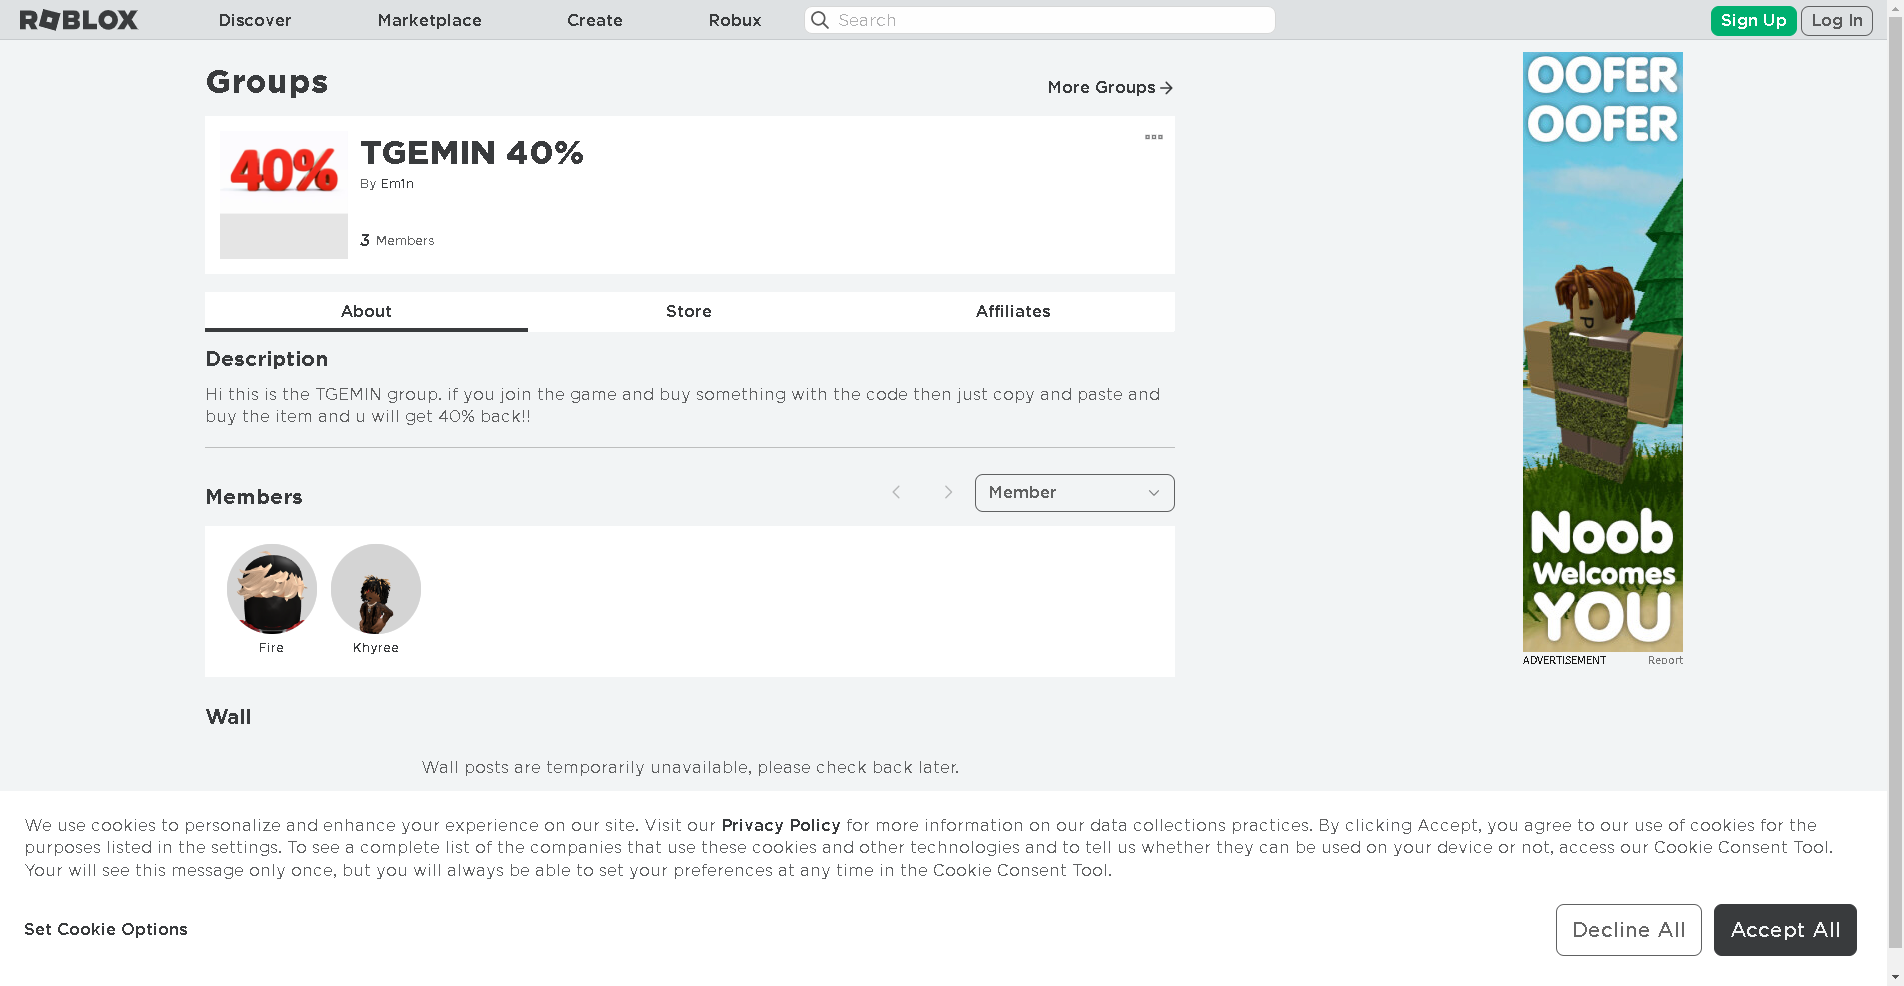 ROBLOX
Discover
Marketplace
Create
Robux
Search
Sign Up
Log In
Groups
More Groups
40%
TGEMIN 40%
By Em1n
3 Members
About
Store
Affiliates
Description
Hi this is the TGEMIN group. if you join the game and buy something with the code then just copy and paste and
buy the item and u will get 40% back!!
Members
Member
Fire
Khyree
Wall
Wall posts are temporarily unavailable, please check back later.
OOFER
OOFER
Noob
Welcomes
YOU
ADVERTISEMENT
Report
We use cookies to personalize and enhance your experience on our site. Visit our Privacy Policy for more information on our data collections practices. By clicking Accept, you agree to our use of cookies for the
purposes listed in the settings. To see a complete list of the companies that use these cookies and other technologies and to tell us whether they can be used on your device or not, access our Cookie Consent Tool.
Your will see this message only once, but you will always be able to set your preferences at any time in the Cookie Consent Tool.
Set Cookie Options
Decline All
Accept All